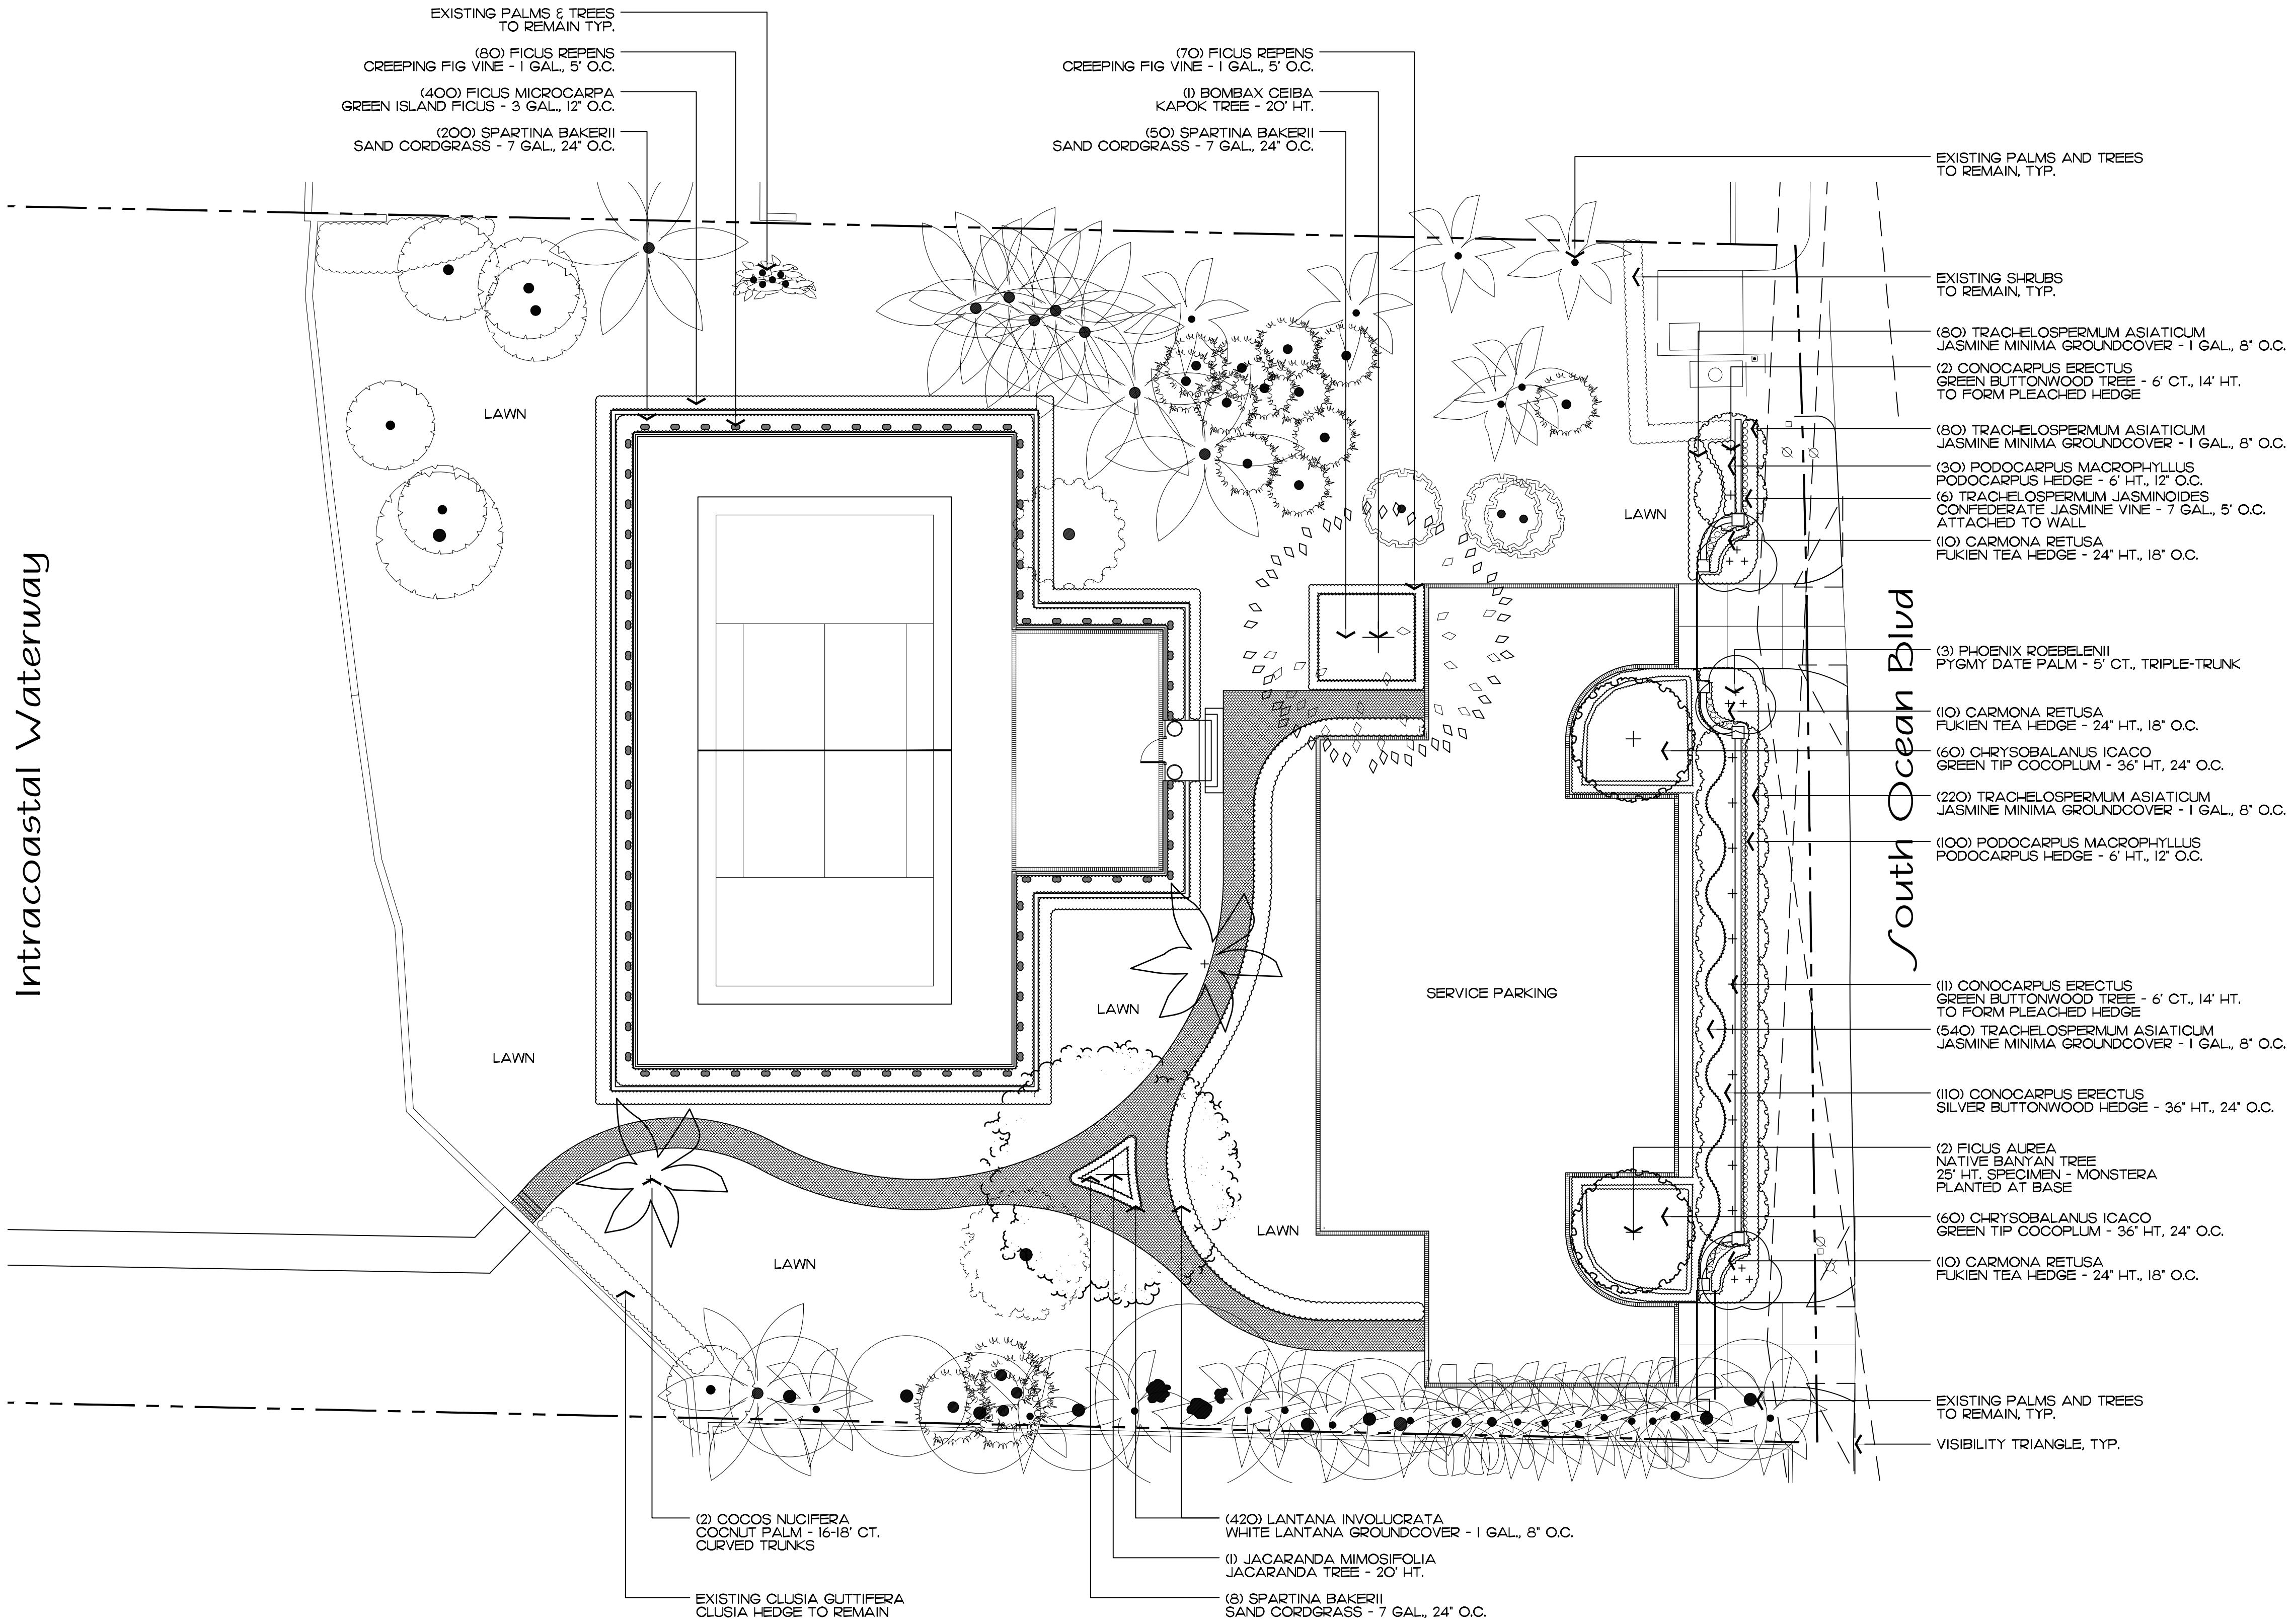 EXISTING PALMS & TREES
TO REMAIN TYP.
(80) FICUS REPENS
CREEPING FIG VINE - 1 GAL., 5' O.C.
(400) FICUS MICROCARPA
GREEN ISLAND FICUS - 3 GAL., 12" O.C.
(200) SPARTINA BAKERII
SAND CORDGRASS - 7 GAL., 24" O.C.
(70) FICUS REPENS
CREEPING FIG VINE - 1 GAL., 5' O.C.
(1) BOMBAX CEIBA
KAPOK TREE - 20' HT.
(50) SPARTINA BAKERII
SAND CORDGRASS - 7 GAL., 24" O.C.
EXISTING PALMS AND TREES
TO REMAIN, TYP.
EXISTING SHRUBS
TO REMAIN, TYP.
(80) TRACHELOSPERMUM ASIATICUM
JASMINE MINIMA GROUNDCOVER - 1 GAL., 8" O.C.
(2) CONOCARPUS ERECTUS
GREEN BUTTONWOOD TREE - 6' CT., 14' HT.
TO FORM PLEACHED HEDGE
(80) TRACHELOSPERMUM ASIATICUM
JASMINE MINIMA GROUNDCOVER - 1 GAL., 8" O.C.
(30) PODOCARPUS MACROPHYLLUS
PODOCARPUS HEDGE - 6' HT., 12" O.C.
(6) TRACHELOSPERMUM JASMINOIDES
CONFEDERATE JASMINE VINE - 7 GAL., 5' O.C.
ATTACHED TO WALL
(10) CARMONA RETUSA
FUKIEN TEA HEDGE - 24" HT., 18" O.C.
(3) PHOENIX ROEBELENII
PYGMY DATE PALM - 5' CT., TRIPLE-TRUNK
(10) CARMONA RETUSA
FUKIEN TEA HEDGE - 24" HT., 18" O.C.
(60) CHRYSOBALANUS ICACO
GREEN TIP COCOPLUM - 36" HT, 24" O.C.
(220) TRACHELOSPERMUM ASIATICUM
JASMINE MINIMA GROUNDCOVER - 1 GAL., 8" O.C.
(100) PODOCARPUS MACROPHYLLUS
PODOCARPUS HEDGE - 6' HT., 12" O.C.
(11) CONOCARPUS ERECTUS
GREEN BUTTONWOOD TREE - 6' CT., 14' HT.
TO FORM PLEACHED HEDGE
(540) TRACHELOSPERMUM ASIATICUM
JASMINE MINIMA GROUNDCOVER - 1 GAL., 8" O.C.
(110) CONOCARPUS ERECTUS
SILVER BUTTONWOOD HEDGE - 36" HT., 24" O.C.
(2) FICUS AUREA
NATIVE BANYAN TREE
25' HT. SPECIMEN - MONSTERA
PLANTED AT BASE
(60) CHRYSOBALANUS ICACO
GREEN TIP COCOPLUM - 36" HT, 24" O.C.
(10) CARMONA RETUSA
FUKIEN TEA HEDGE - 24" HT., 18" O.C.
EXISTING PALMS AND TREES
TO REMAIN, TYP.
VISIBILITY TRIANGLE, TYP.
Intracoastal Waterway
South Ocean Blvd
LAWN
LAWN
SERVICE PARKING
LAWN
LAWN
LAWN
LAWN
(2) COCOS NUCIFERA
COCNUT PALM - 16-18' CT.
CURVED TRUNKS
EXISTING CLUSIA GUTTIFERA
CLUSIA HEDGE TO REMAIN
(420) LANTANA INVOLUCRATA
WHITE LANTANA GROUNDCOVER - 1 GAL., 8" O.C.
(1) JACARANDA MIMOSIFOLIA
JACARANDA TREE - 20' HT.
(8) SPARTINA BAKERII
SAND CORDGRASS - 7 GAL., 24" O.C.